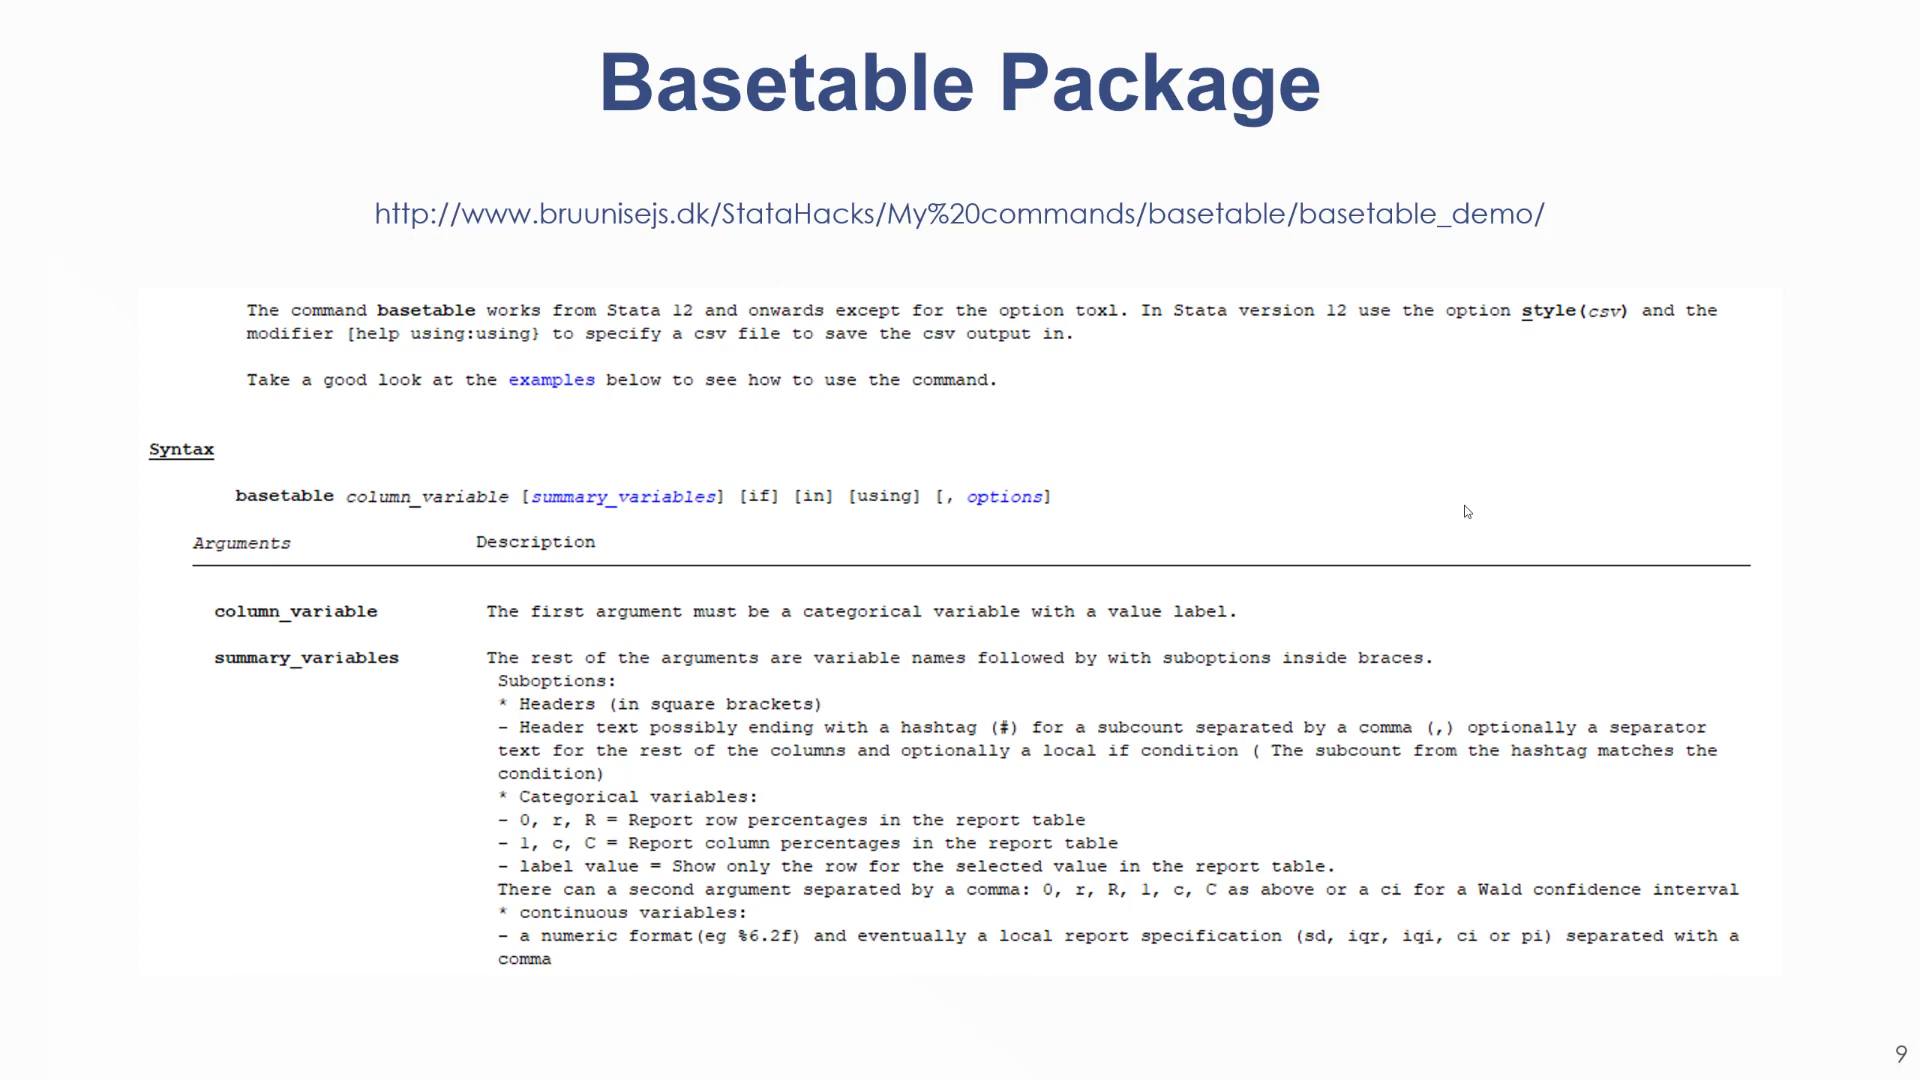 Basetable Package
http://www.bruunisejs.dk/StataHacks/My%20commands/basetable/basetable_demo/
The command basetable works from Stata 12 and onwards except for the option toxl. In Stata version 12 use the option style(csv) and the
modifier [help using:using} to specify a csv file to save the csv output in.
Take a good look at the examples below to see how to use the command.
Syntax
basetable column_variable [summary_variables] [if] [in] [using] [, options]
Arguments Description
column_variable The first argument must be a categorical variable with a value label.
summary_variables The rest of the arguments are variable names followed by with suboptions inside braces.
Suboptions:
* Headers (in square brackets)
- Header text possibly ending with a hashtag (#) for a subcount separated by a comma (,) optionally a separator
text for the rest of the columns and optionally a local if condition ( The subcount from the hashtag matches the
condition)
* Categorical variables:
- 0, r, R = Report row percentages in the report table
- 1, c, C = Report column percentages in the report table
- label value = Show only the row for the selected value in the report table.
There can a second argument separated by a comma: 0, r, R, 1, c, C as above or a ci for a Wald confidence interval
* continuous variables:
- a numeric format(eg %6.2f) and eventually a local report specification (sd, iqr, iqi, ci or pi) separated with a
comma
9